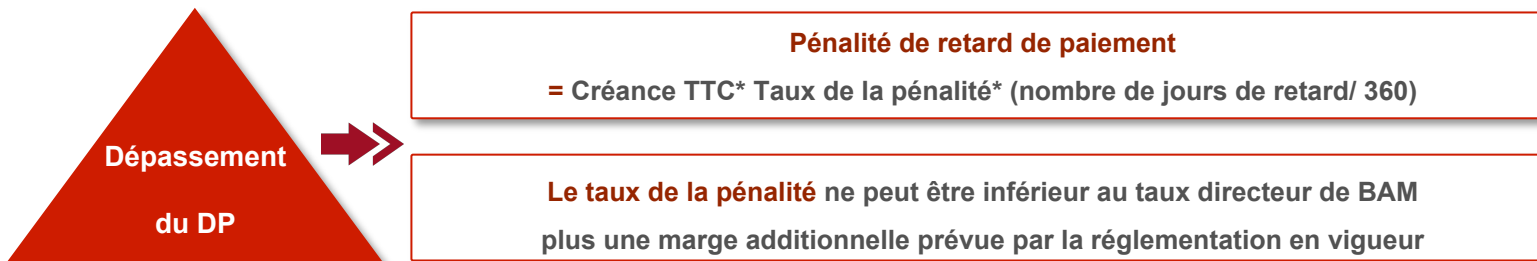 Dépassement
du DP
Pénalité de retard de paiement
= Créance TTC* Taux de la pénalité* (nombre de jours de retard/ 360)
Le taux de la pénalité ne peut être inférieur au taux directeur de BAM
plus une marge additionnelle prévue par la réglementation en vigueur